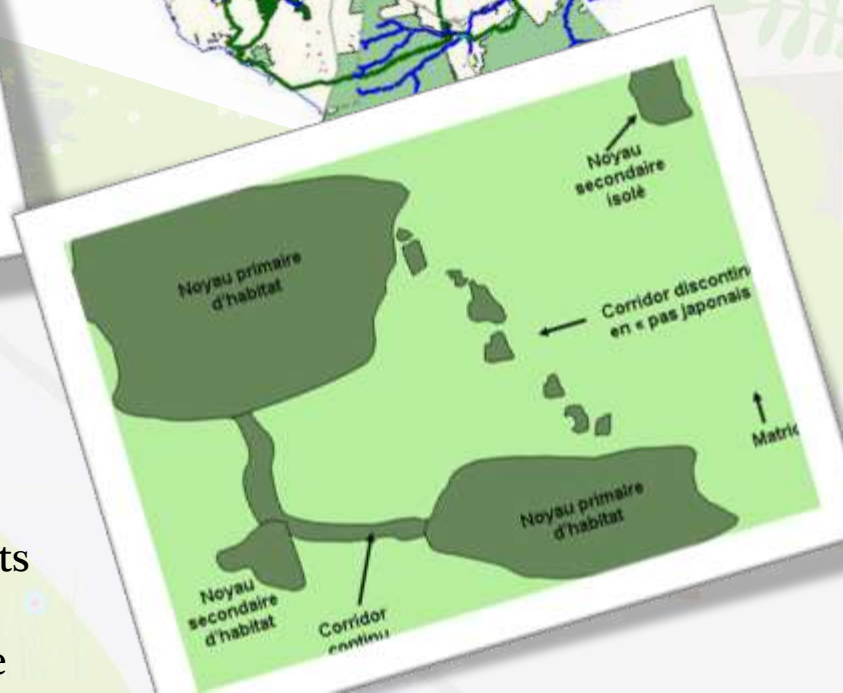 Noyau
secondaire
isolé
Noyau primaire
d'habitat
Corridor discontin
en « pas japonais
Matric
Noyau primaire
d'habitat
Noyau
secondaire
d'habitat
Corridor
continu
ts
e